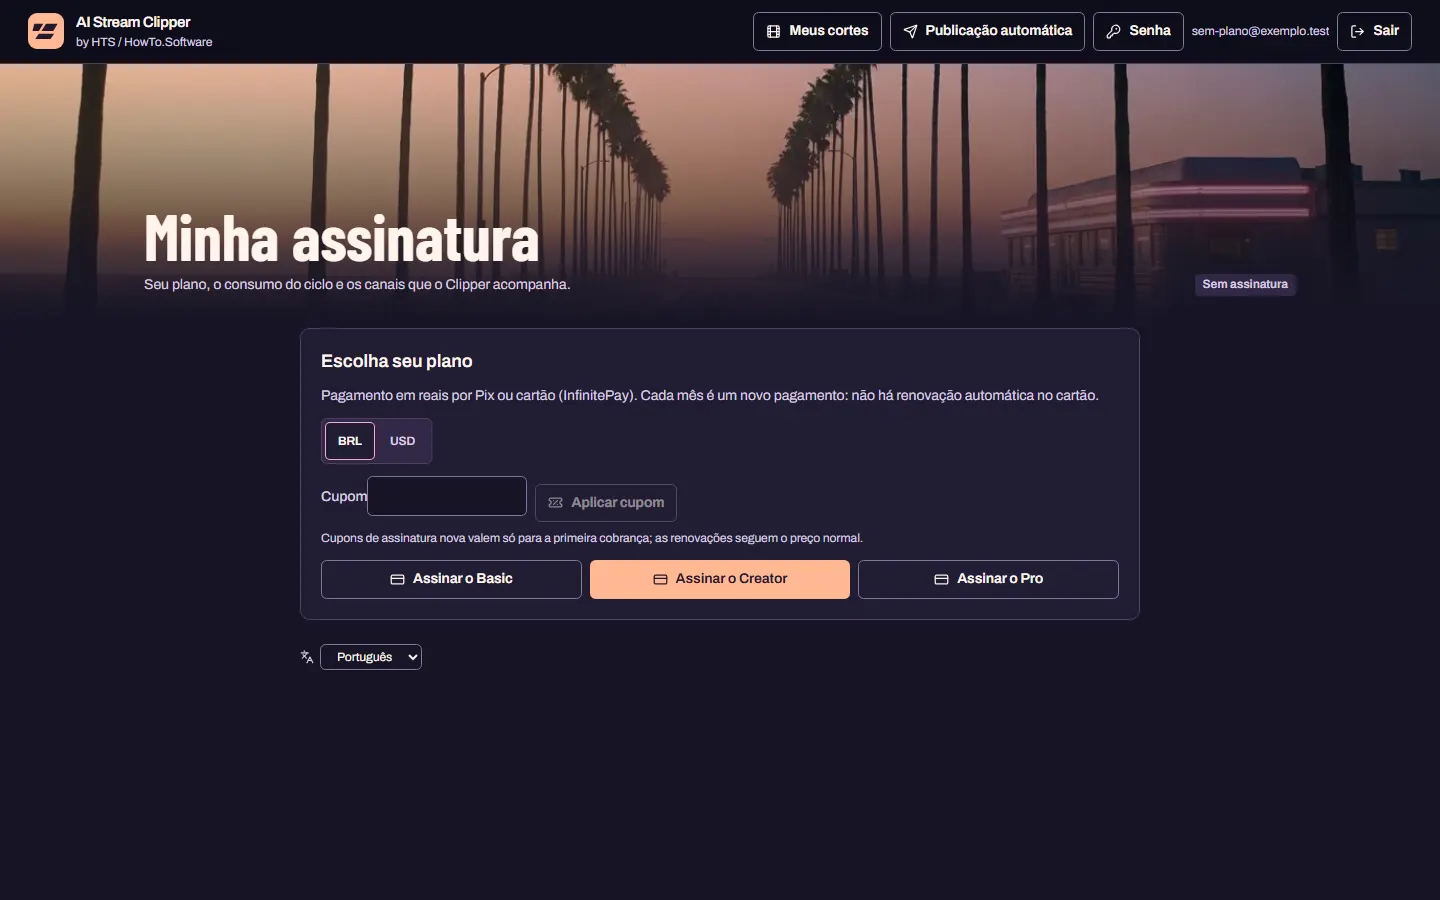 AI Stream Clipper
by HTS / HowTo.Software
Meus cortes
Publicação automática
Senha
sem-plano@exemplo.test
Sair
Minha assinatura
Seu plano, o consumo do ciclo e os canais que o Clipper acompanha.
Sem assinatura
Escolha seu plano
Pagamento em reais por Pix ou cartão (InfinitePay). Cada mês é um novo pagamento: não há renovação automática no cartão.
BRL USD
Cupom
Aplicar cupom
Cupons de assinatura nova valem só para a primeira cobrança; as renovações seguem o preço normal.
Assinar o Basic
Assinar o Creator
Assinar o Pro
Português